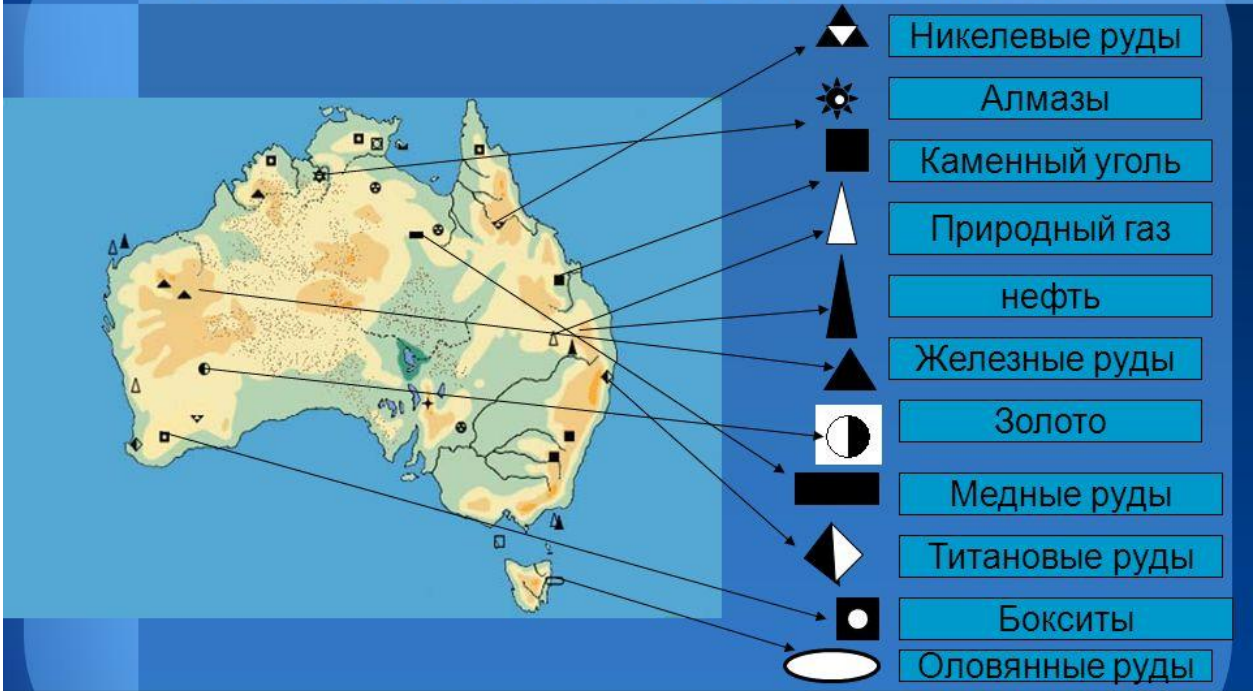 Никелевые руды
Алмазы
Каменный уголь
Природный газ
нефть
Железные руды
Золото
Медные руды
Титановые руды
Бокситы
Оловянные руды